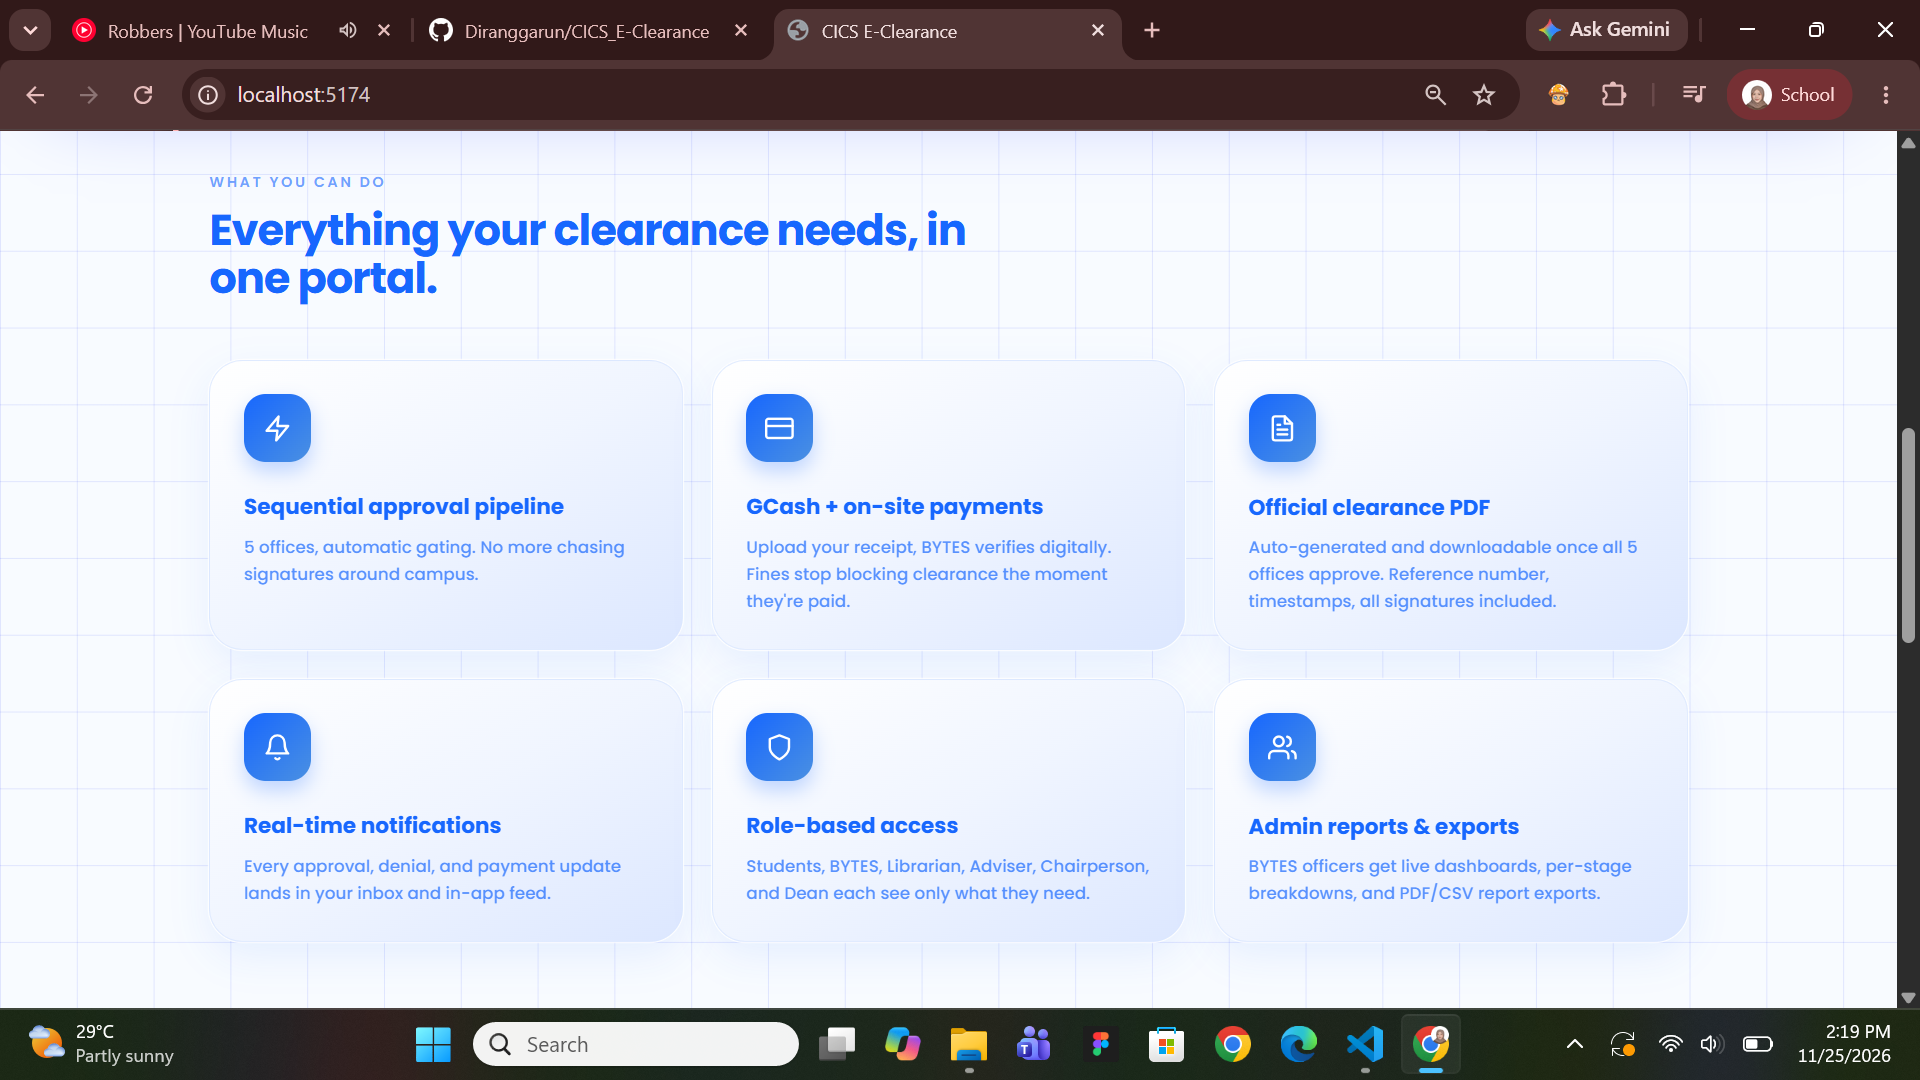 Robbers | YouTube Music
Diranggarun/CICS_E-Clearance
CICS E-Clearance
Ask Gemini
localhost:5174
School
WHAT YOU CAN DO
Everything your clearance needs, in
one portal.
Sequential approval pipeline
5 offices, automatic gating. No more chasing
signatures around campus.
GCash + on-site payments
Upload your receipt, BYTES verifies digitally.
Fines stop blocking clearance the moment
they're paid.
Official clearance PDF
Auto-generated and downloadable once all 5
offices approve. Reference number,
timestamps, all signatures included.
Real-time notifications
Every approval, denial, and payment update
lands in your inbox and in-app feed.
Role-based access
Students, BYTES, Librarian, Adviser, Chairperson,
and Dean each see only what they need.
Admin reports & exports
BYTES officers get live dashboards, per-stage
breakdowns, and PDF/CSV report exports.
29°C
Partly sunny
Search
2:19 PM
11/25/2026